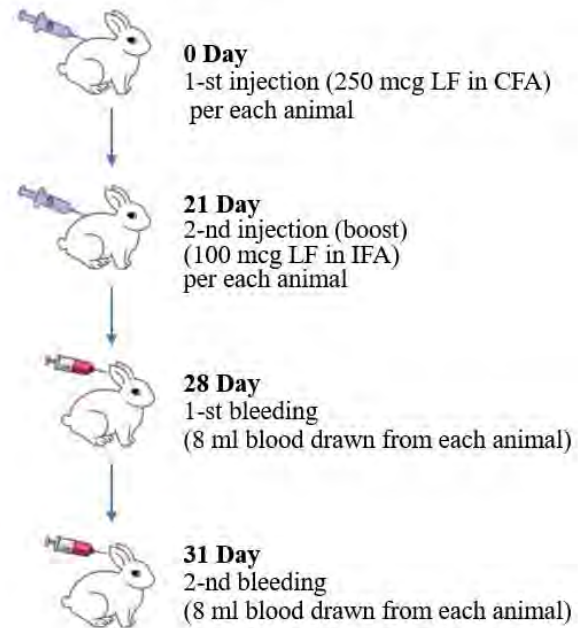 0 Day
1-st injection (250 mcg LF in CFA)
per each animal
21 Day
2-nd injection (boost)
(100 mcg LF in IFA)
per each animal
28 Day
1-st bleeding
(8 ml blood drawn from each animal)
31 Day
2-nd bleeding
(8 ml blood drawn from each animal)